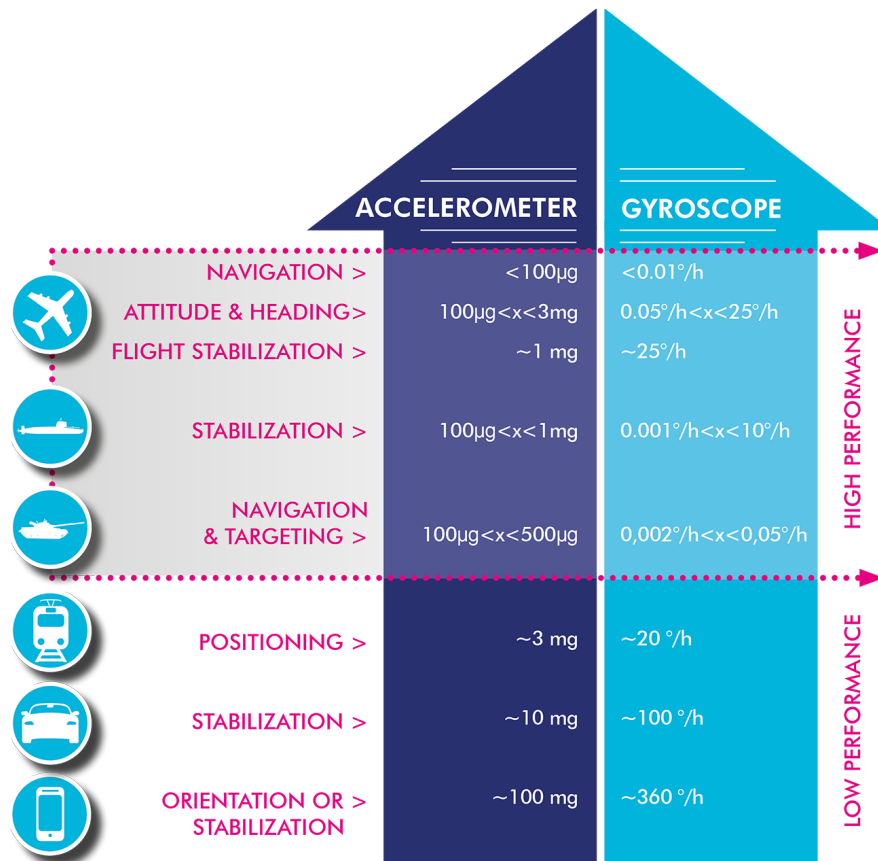 ACCELEROMETER GYROSCOPE
NAVIGATION > <100µg <0.01°/h
ATTITUDE & HEADING> 100µg<x<3mg 0.05°/h<x<25°/h
FLIGHT STABILIZATION > ~1 mg ~25°/h
STABILIZATION > 100µg<x<1mg 0.001°/h<x<10°/h
NAVIGATION
& TARGETING > 100µg<x<500µg 0,002°/h<x<0,05°/h
HIGH PERFORMANCE
POSITIONING > ~3 mg ~20 °/h
STABILIZATION > ~10 mg ~100 °/h
ORIENTATION OR > ~100 mg ~360 °/h
STABILIZATION
LOW PERFORMANCE